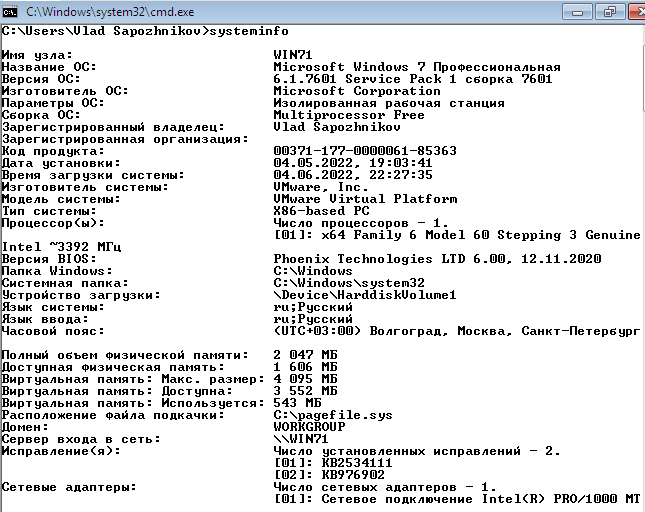 C:\Windows\system32\cmd.exe
C:\Users\Vlad Sapozhnikov>systeminfo
Имя узла: WIN71
Название ОС: Microsoft Windows 7 Профессиональная
Версия ОС: 6.1.7601 Service Pack 1 сборка 7601
Изготовитель ОС: Microsoft Corporation
Параметры ОС: Изолированная рабочая станция
Сборка ОС: Multiprocessor Free
Зарегистрированный владелец: Vlad Sapozhnikov
Зарегистрированная организация:
Код продукта: 00371-177-0000061-85363
Дата установки: 04.05.2022, 19:03:41
Время загрузки системы: 04.06.2022, 22:27:35
Изготовитель системы: VMware, Inc.
Модель системы: VMware Virtual Platform
Тип системы: X86-based PC
Процессор(ы): Число процессоров - 1.
[01]: x64 Family 6 Model 60 Stepping 3 Genuine
Intel ~3392 МГц
Версия BIOS: Phoenix Technologies LTD 6.00, 12.11.2020
Папка Windows: C:\Windows
Системная папка: C:\Windows\system32
Устройство загрузки: \Device\HarddiskVolume1
Язык системы: ru;Русский
Язык ввода: ru;Русский
Часовой пояс: (UTC+03:00) Волгоград, Москва, Санкт-Петербург
Полный объем физической памяти: 2 047 МБ
Доступная физическая память: 1 606 МБ
Виртуальная память: Макс. размер: 4 095 МБ
Виртуальная память: Доступна: 3 552 МБ
Виртуальная память: Используется: 543 МБ
Расположение файла подкачки: C:\pagefile.sys
Домен: WORKGROUP
Сервер входа в сеть: \\WIN71
Исправление(я): Число установленных исправлений - 2.
[01]: KB2534111
[02]: KB976902
Сетевые адаптеры: Число сетевых адаптеров - 1.
[01]: Сетевое подключение Intel(R) PRO/1000 MT